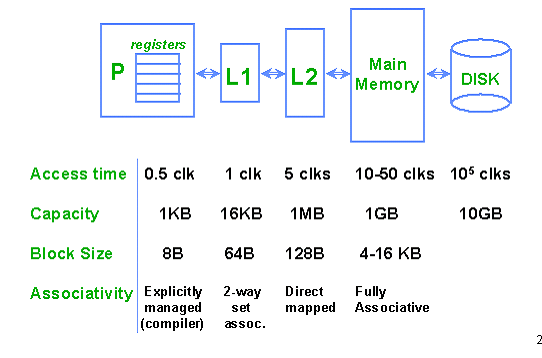 registers
P
L1
L2
Main
Memory
DISK
Access time 0.5 clk 1 clk 5 clks 10-50 clks 10⁵ clks
Capacity 1KB 16KB 1MB 1GB 10GB
Block Size 8B 64B 128B 4-16 KB
Associativity Explicitly 2-way Direct Fully
managed set mapped Associative
(compiler) assoc.
2